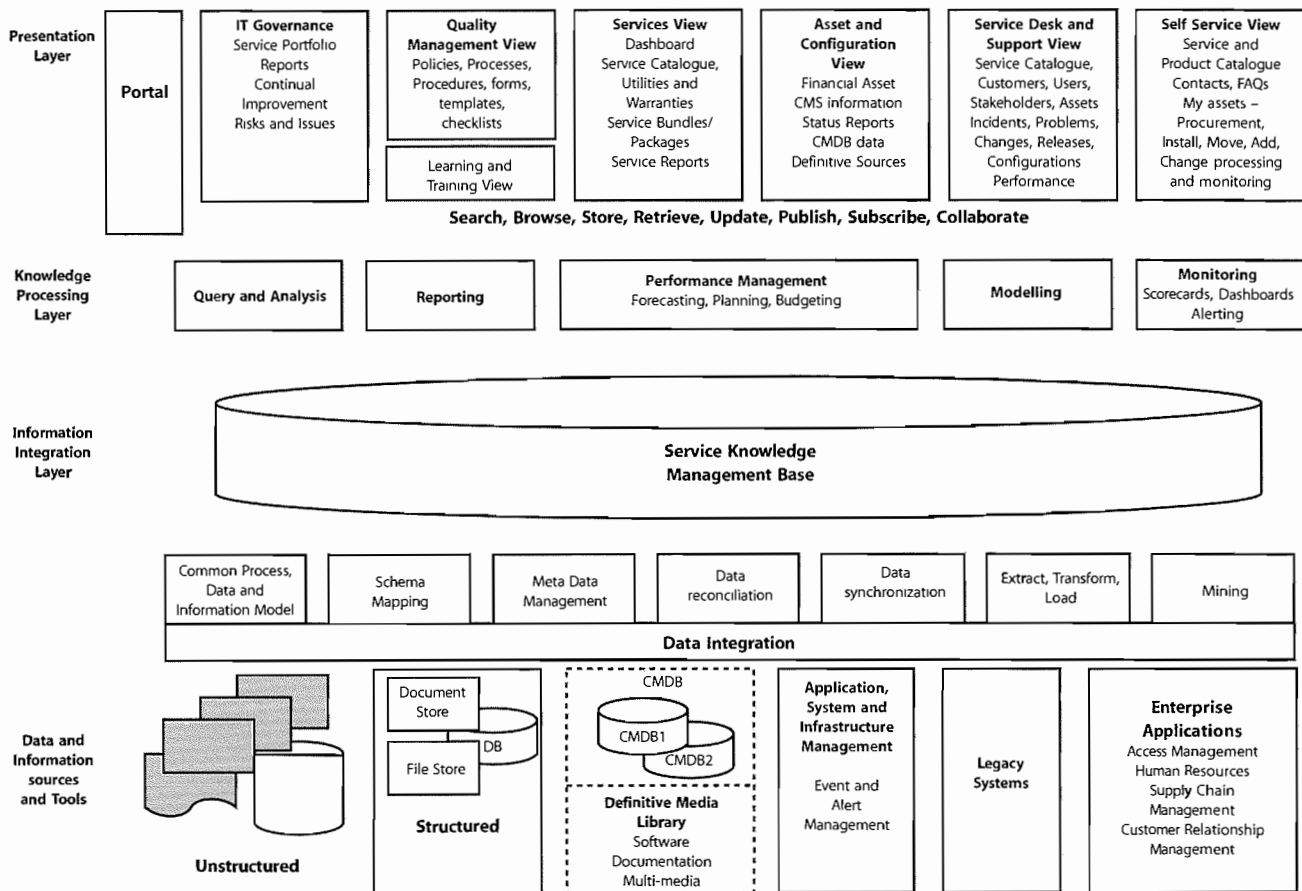 Presentation
Layer
Portal
IT Governance
Service Portfolio
Reports
Continual
Improvement
Risks and Issues
Quality
Management View
Policies, Processes,
Procedures, forms,
templates,
checklists
Learning and
Training View
Services View
Dashboard
Service Catalogue,
Utilities and
Warranties
Service Bundles/
Packages
Service Reports
Asset and
Configuration
View
Financial Asset
CMS information
Status Reports
CMDB data
Definitive Sources
Service Desk and
Support View
Service Catalogue,
Customers, Users,
Stakeholders, Assets
Incidents, Problems,
Changes, Releases,
Configurations
Performance
Self Service View
Service and
Product Catalogue
Contacts, FAQs
My assets –
Procurement,
Install, Move, Add,
Change processing
and monitoring
Search, Browse, Store, Retrieve, Update, Publish, Subscribe, Collaborate
Knowledge
Processing
Layer
Query and Analysis
Reporting
Performance Management
Forecasting, Planning, Budgeting
Modelling
Monitoring
Scorecards, Dashboards
Alerting
Information
Integration
Layer
Service Knowledge
Management Base
Common Process,
Data and
Information Model
Schema
Mapping
Meta Data
Management
Data
reconciliation
Data
synchronization
Extract, Transform,
Load
Mining
Data Integration
Data and
Information
sources
and Tools
Unstructured
Document
Store
DB
File Store
Structured
CMDB
CMDB1
CMDB2
Definitive Media
Library
Software
Documentation
Multi-media
Application,
System and
Infrastructure
Management
Event and
Alert
Management
Legacy
Systems
Enterprise
Applications
Access Management
Human Resources
Supply Chain
Management
Customer Relationship
Management